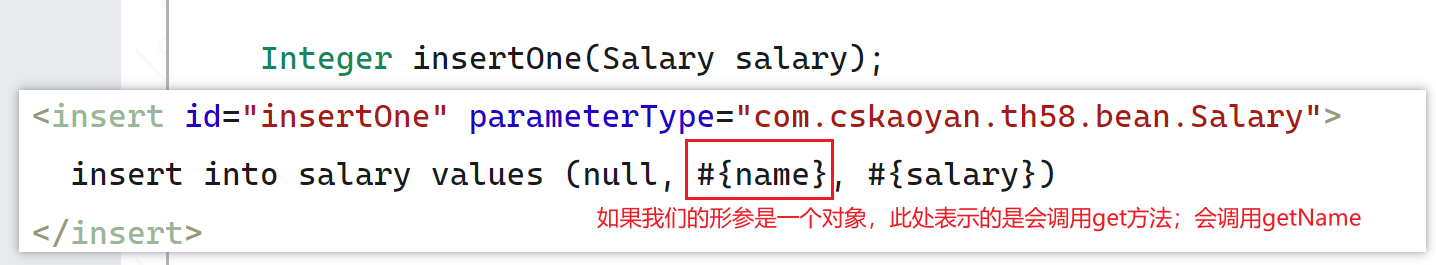 Integer insertOne(Salary salary);
<insert id="insertOne" parameterType="com.cskaoyan.th58.bean.Salary">
insert into salary values (null, #{name}, #{salary})
如果我们的形参是一个对象，此处表示的是会调用get方法；会调用getName
</insert>